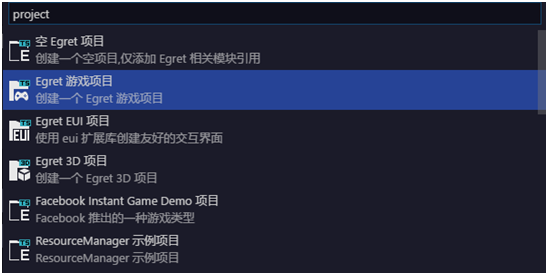 project
空 Egret 项目
创建一个空项目,仅添加 Egret 相关模块引用
Egret 游戏项目
创建一个 Egret 游戏项目
Egret EUI 项目
使用 eui 扩展库创建友好的交互界面
Egret 3D 项目
创建一个 Egret 3D 项目
Facebook Instant Game Demo 项目
Facebook 推出的一种游戏类型
ResourceManager 示例项目
ResourceManager 示例项目